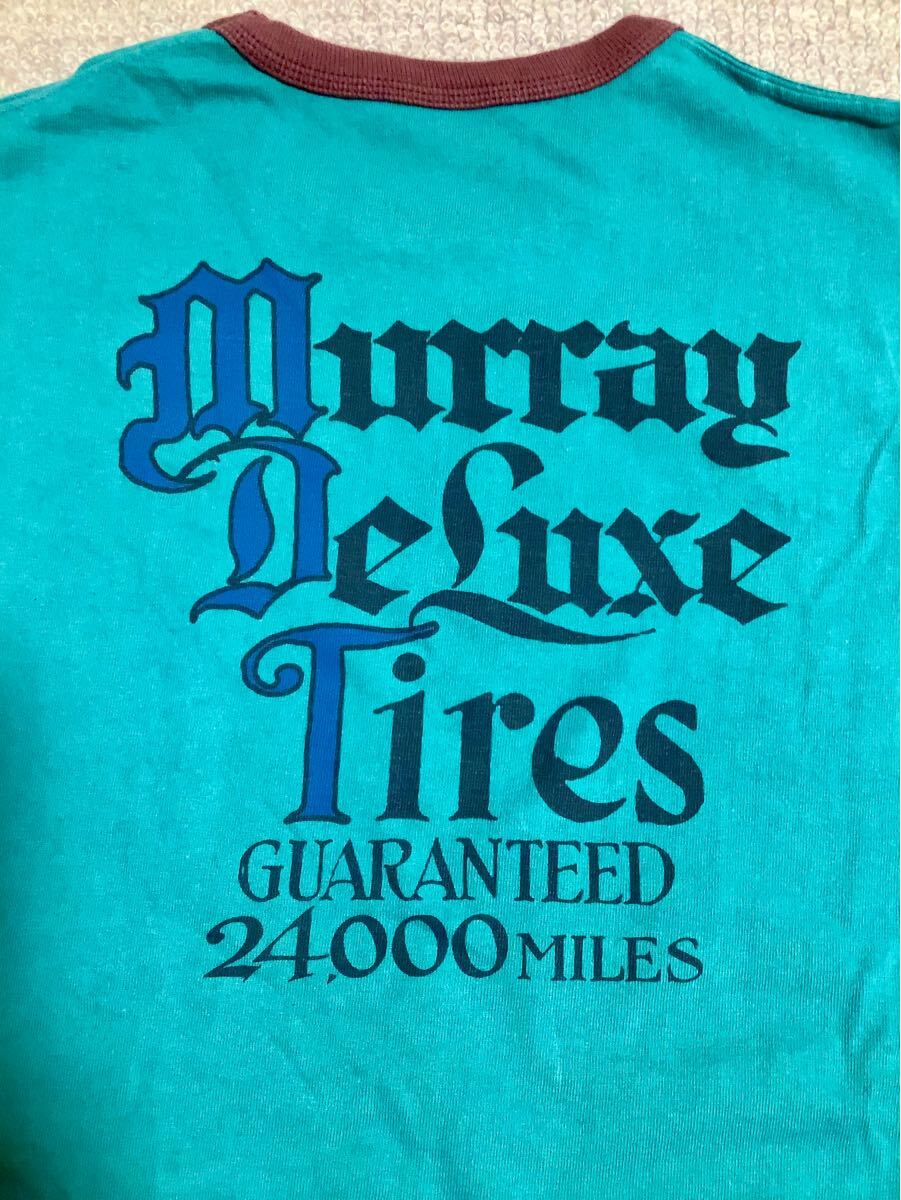 Murray
DeLuxe
Tires
GUARANTEED
24,000 MILES